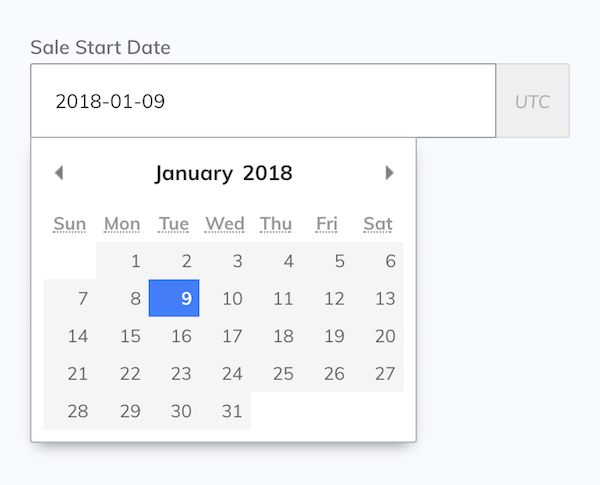 Sale Start Date
2018-01-09 UTC
January 2018
Sun Mon Tue Wed Thu Fri Sat
1 2 3 4 5 6
7 8 9 10 11 12 13
14 15 16 17 18 19 20
21 22 23 24 25 26 27
28 29 30 31